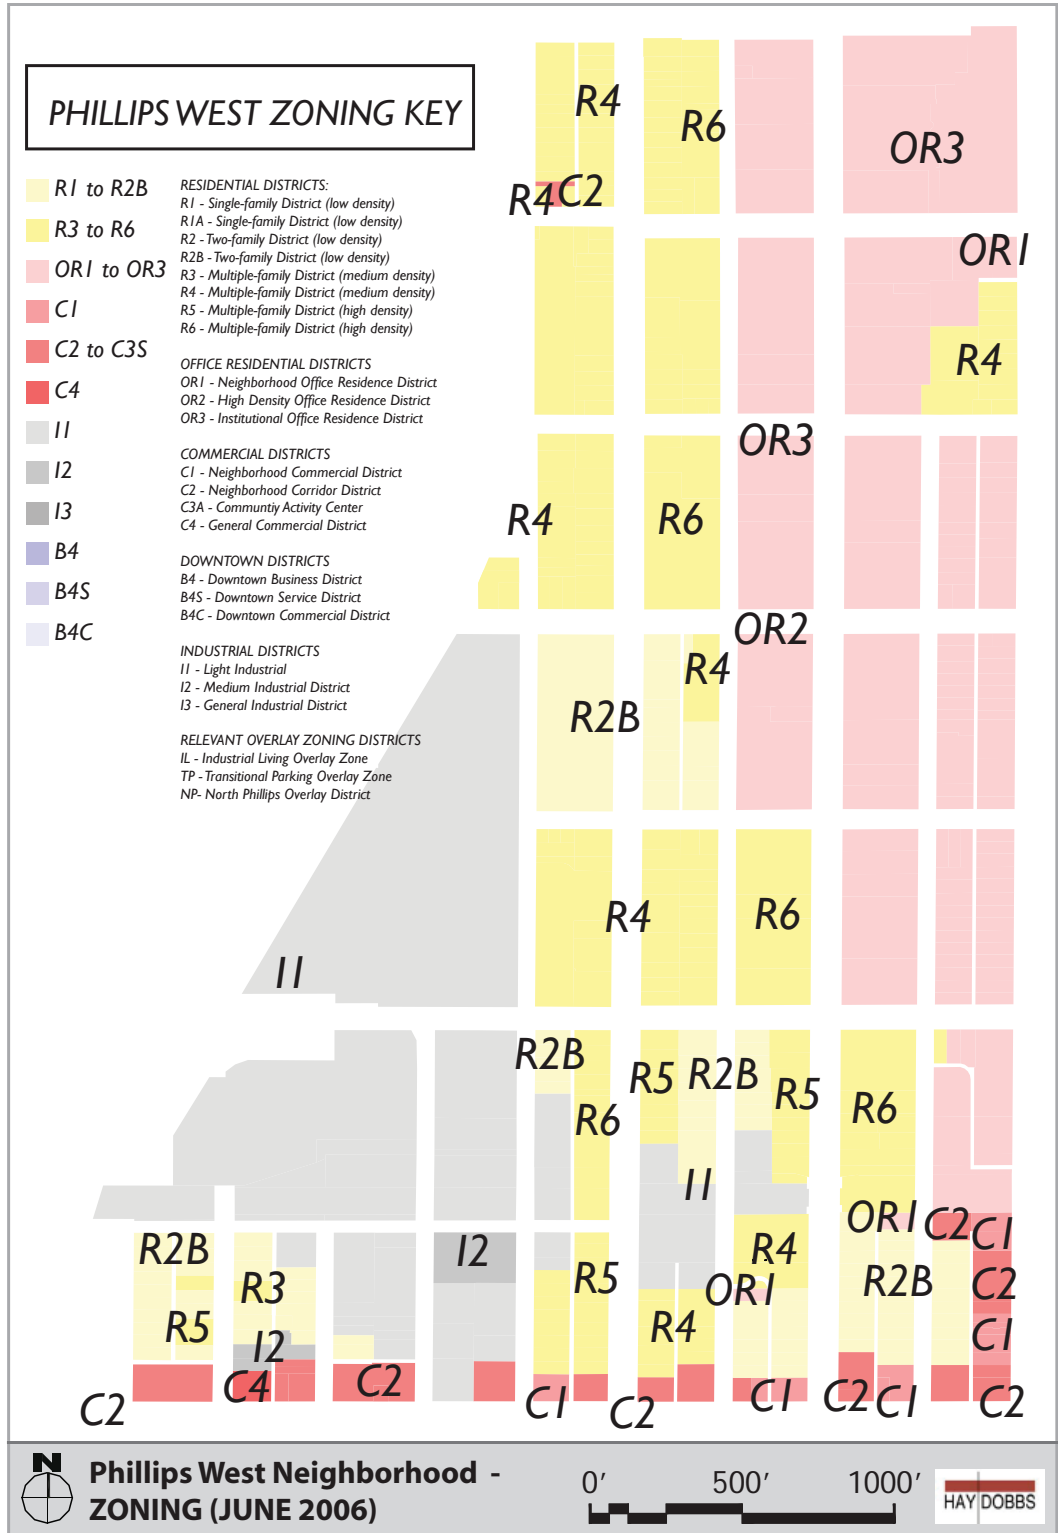 PHILLIPS WEST ZONING KEY
R1 to R2B
R3 to R6
OR1 to OR3
C1
C2 to C3S
C4
I1
I2
I3
B4
B4S
B4C
RESIDENTIAL DISTRICTS:
R1 - Single-family District (low density)
R1A - Single-family District (low density)
R2 - Two-family District (low density)
R2B - Two-family District (low density)
R3 - Multiple-family District (medium density)
R4 - Multiple-family District (medium density)
R5 - Multiple-family District (high density)
R6 - Multiple-family District (high density)
OFFICE RESIDENTIAL DISTRICTS
OR1 - Neighborhood Office Residence District
OR2 - High Density Office Residence District
OR3 - Institutional Office Residence District
COMMERCIAL DISTRICTS
C1 - Neighborhood Commercial District
C2 - Neighborhood Corridor District
C3A - Communtiy Activity Center
C4 - General Commercial District
DOWNTOWN DISTRICTS
B4 - Downtown Business District
B4S - Downtown Service District
B4C - Downtown Commercial District
INDUSTRIAL DISTRICTS
I1 - Light Industrial
I2 - Medium Industrial District
I3 - General Industrial District
RELEVANT OVERLAY ZONING DISTRICTS
IL - Industrial Living Overlay Zone
TP - Transitional Parking Overlay Zone
NP- North Phillips Overlay District
R4
R6
OR3
R4 C2
OR1
R4
OR3
R4
R6
OR2
R4
R2B
R4
R6
I1
R2B
R5
R2B
R5
R6
R6
I1
OR1
C2
C1
R2B
I2
R4
R3
R5
OR1
R2B
C2
R5
R4
C1
I2
C4
C2
C2
C1
C2
C1
C2
C1
C2
N
Phillips West Neighborhood -
ZONING (JUNE 2006)
0' 500' 1000'
HAY DOBBS